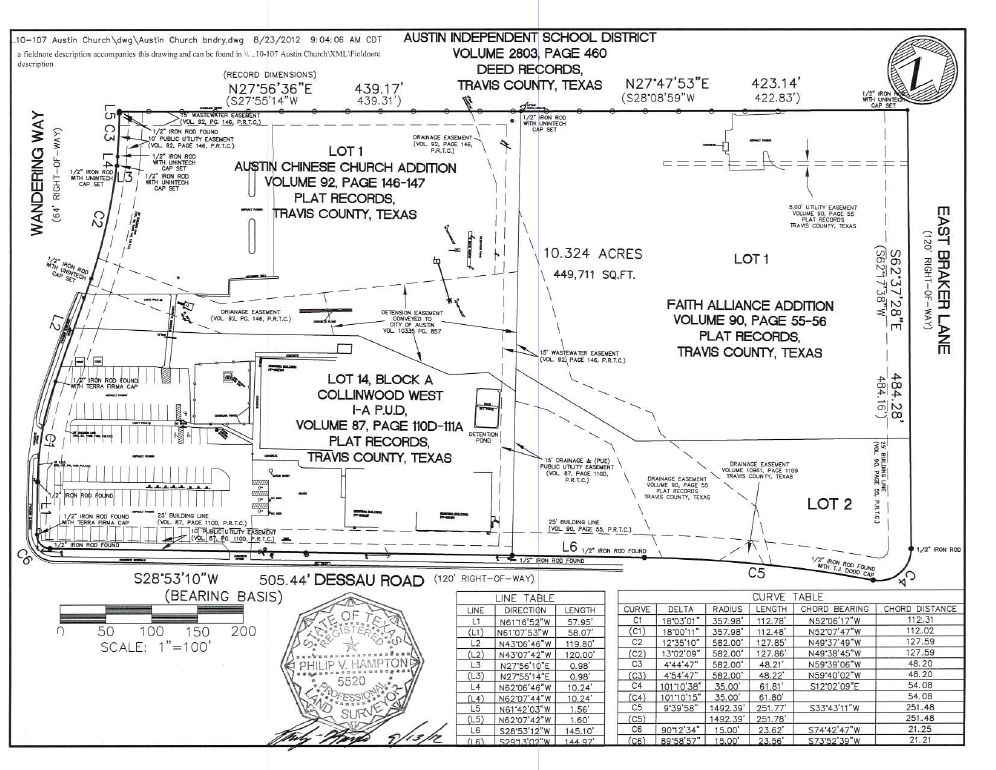 ..10-107 Austin Church\dwg\Austin Church bndry.dwg 8/23/2012 9:04:06 AM CDT
a fieldnote description accompanies this drawing and can be found in \\...10-107 Austin Church\XML\Fieldnote
description
AUSTIN INDEPENDENT SCHOOL DISTRICT
VOLUME 2803, PAGE 460
DEED RECORDS,
TRAVIS COUNTY, TEXAS
(RECORD DIMENSIONS)
N27°56'36"E 439.17'
(S27°55'14"W 439.31')
N27°47'53"E 423.14'
(S28°08'59"W 422.83')
1/2" IRON ROD
WITH UNINTECH
CAP SET
WANDERING WAY
(64' RIGHT-OF-WAY)
L5
C3
L4
L3
C2
L2
C1
L1
C6
15' WASTEWATER EASEMENT
(VOL. 92, PG. 146, P.R.T.C.)
1/2" IRON ROD FOUND
10' PUBLIC UTILITY EASEMENT
(VOL. 92, PAGE 146, P.R.T.C.)
1/2" IRON ROD
WITH UNINTECH
CAP SET
1/2" IRON ROD
WITH UNINTECH
CAP SET
1/2" IRON ROD
WITH UNINTECH
CAP SET
1/2" IRON ROD
WITH UNINTECH
CAP SET
DRAINAGE EASEMENT
(VOL. 92, PAGE 146,
P.R.T.C.)
1/2" IRON ROD
WITH UNINTECH
CAP SET
LOT 1
AUSTIN CHINESE CHURCH ADDITION
VOLUME 92, PAGE 146-147
PLAT RECORDS,
TRAVIS COUNTY, TEXAS
5.00' UTILITY EASEMENT
VOLUME 90, PAGE 55
PLAT RECORDS
TRAVIS COUNTY, TEXAS
10.324 ACRES
449,711 SQ.FT.
LOT 1
FAITH ALLIANCE ADDITION
VOLUME 90, PAGE 55-56
PLAT RECORDS,
TRAVIS COUNTY, TEXAS
EAST BRAKER LANE
(120' RIGHT-OF-WAY)
S62°37'28"E 484.28'
(S62°17'38"W 484.16')
DRAINAGE EASEMENT
(VOL. 92, PG. 146, P.R.T.C.)
DETENSION EASEMENT
CONVEYED TO
CITY OF AUSTIN
VOL. 10335 PG. 857
15' WASTEWATER EASEMENT
(VOL. 92, PAGE 146, P.R.T.C.)
1/2" IRON ROD FOUND
WITH TERRA FIRMA CAP
LOT 14, BLOCK A
COLLINWOOD WEST
I-A P.U.D,
VOLUME 87, PAGE 110D-111A
PLAT RECORDS,
TRAVIS COUNTY, TEXAS
DETENTION
POND
15' DRAINAGE & (PUE)
PUBLIC UTILITY EASEMENT
(VOL. 87, PAGE 110D,
P.R.T.C.)
DRAINAGE EASEMENT
VOLUME 90, PAGE 55
PLAT RECORDS
TRAVIS COUNTY, TEXAS
DRAINAGE EASEMENT
VOLUME 10961, PAGE 1109
TRAVIS COUNTY, TEXAS
25' BUILDING LINE
(VOL. 90, PAGE 55, P.R.T.C.)
LOT 2
1/2" IRON ROD FOUND
1/2" IRON ROD FOUND
WITH TERRA FIRMA CAP
25' BUILDING LINE
(VOL. 87, PAGE 110D, P.R.T.C.)
10' PUBLIC UTILITY EASEMENT
(VOL. 87, PG. 110D, P.R.T.C.)
1/2" IRON ROD FOUND
25' BUILDING LINE
(VOL. 90, PAGE 55, P.R.T.C.)
L6
1/2" IRON ROD FOUND
1/2" IRON ROD FOUND
1/2" IRON ROD FOUND
WITH T.J. DODD CAP
1/2" IRON ROD
C5
C4
S28°53'10"W 505.44' DESSAU ROAD (120' RIGHT-OF-WAY)
(BEARING BASIS)
0 50 100 150 200
SCALE: 1"=100'
STATE OF TEXAS
REGISTERED
PHILIP V. HAMPTON
5520
PROFESSIONAL
LAND SURVEYOR
9/13/12
LINE TABLE
LINE DIRECTION LENGTH
L1 N61°16'52"W 57.95'
(L1) N61°07'53"W 58.07'
L2 N43°06'46"W 119.80'
(L2) N43°07'42"W 120.00'
L3 N27°56'10"E 0.98'
(L3) N27°55'14"E 0.98'
L4 N62°06'46"W 10.24'
(L4) N62°07'44"W 10.24'
L5 N61°42'03"W 1.56'
(L5) N62°07'42"W 1.60'
L6 S28°53'12"W 145.10'
(L6) S29°13'02"W 144.97'
CURVE TABLE
CURVE DELTA RADIUS LENGTH CHORD BEARING CHORD DISTANCE
C1 18°03'01" 357.98' 112.78' N52°06'17"W 112.31
(C1) 18°00'11" 357.98' 112.48' N52°07'47"W 112.02
C2 12°35'10" 582.00' 127.85' N49°37'49"W 127.59
(C2) 13°02'09" 582.00' 127.86' N49°38'45"W 127.59
C3 4°44'47" 582.00' 48.21' N59°39'06"W 48.20
(C3) 4°54'47" 582.00' 48.22' N59°40'02"W 48.20
C4 101°10'38" 35.00' 61.81' S12°02'09"E 54.08
(C4) 101°10'15" 35.00' 61.80' 54.08
C5 9°39'58" 1492.39' 251.77' S33°43'11"W 251.48
(C5) 1492.39' 251.78' 251.48
C6 90°12'34" 15.00' 23.62' S74°42'47"W 21.25
(C6) 89°58'57" 15.00' 23.56' S73°52'39"W 21.21